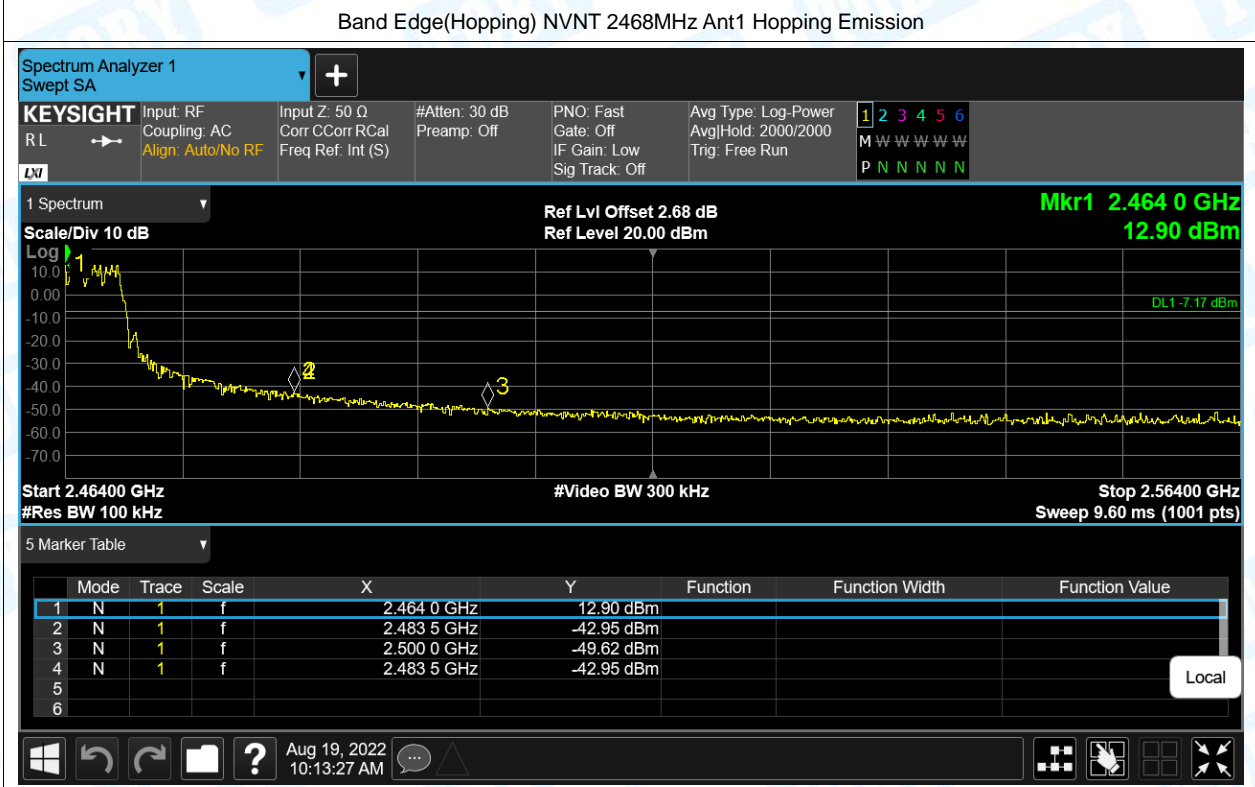 Band Edge(Hopping) NVNT 2468MHz Ant1 Hopping Emission
Spectrum Analyzer 1
Swept SA
+
KEYSIGHT
R L
LXI
Input: RF
Coupling: AC
Align: Auto/No RF
Input Z: 50 Ω
Corr CCorr RCal
Freq Ref: Int (S)
#Atten: 30 dB
Preamp: Off
PNO: Fast
Gate: Off
IF Gain: Low
Sig Track: Off
Avg Type: Log-Power
Avg|Hold: 2000/2000
Trig: Free Run
1 2 3 4 5 6
M W W W W W
P N N N N N
1 Spectrum
Scale/Div 10 dB
Ref Lvl Offset 2.68 dB
Ref Level 20.00 dBm
Mkr1 2.464 0 GHz
12.90 dBm
Log
1
10.0
0.00
DL1 -7.17 dBm
-10.0
-20.0
-30.0
2
-40.0
3
-50.0
-60.0
-70.0
Start 2.46400 GHz
#Video BW 300 kHz
Stop 2.56400 GHz
#Res BW 100 kHz
Sweep 9.60 ms (1001 pts)
5 Marker Table
Mode Trace Scale X Y Function Function Width Function Value
1 N 1 f 2.464 0 GHz 12.90 dBm
2 N 1 f 2.483 5 GHz -42.95 dBm
3 N 1 f 2.500 0 GHz -49.62 dBm
4 N 1 f 2.483 5 GHz -42.95 dBm
5
6
Local
?
Aug 19, 2022
10:13:27 AM